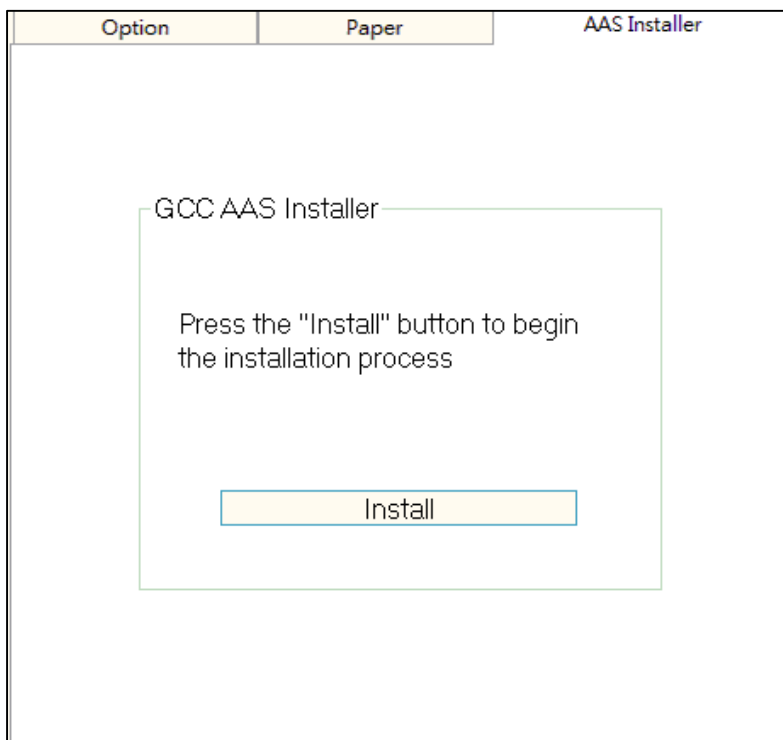 Option Paper AAS Installer
GCC AAS Installer
Press the "Install" button to begin
the installation process
Install